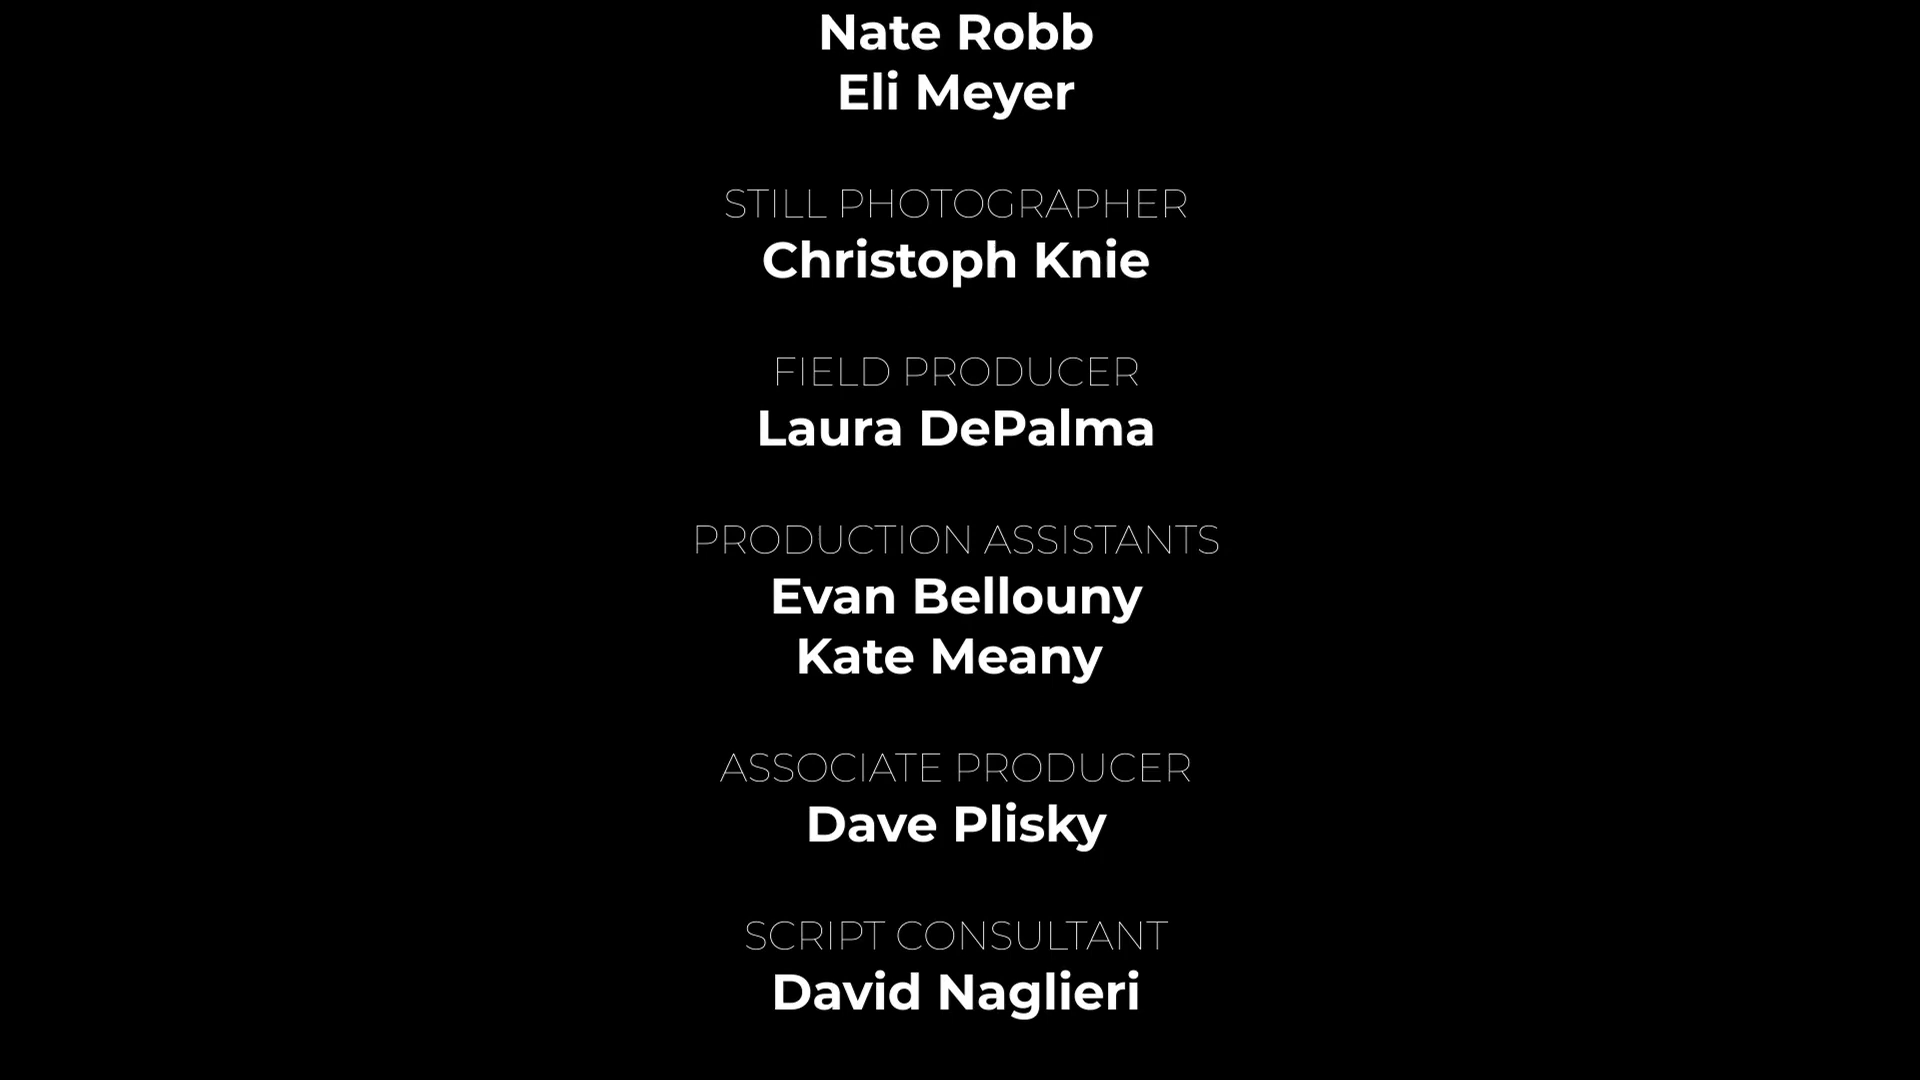 Nate Robb
Eli Meyer
STILL PHOTOGRAPHER
Christoph Knie
FIELD PRODUCER
Laura DePalma
PRODUCTION ASSISTANTS
Evan Bellouny
Kate Meany
ASSOCIATE PRODUCER
Dave Plisky
SCRIPT CONSULTANT
David Naglieri